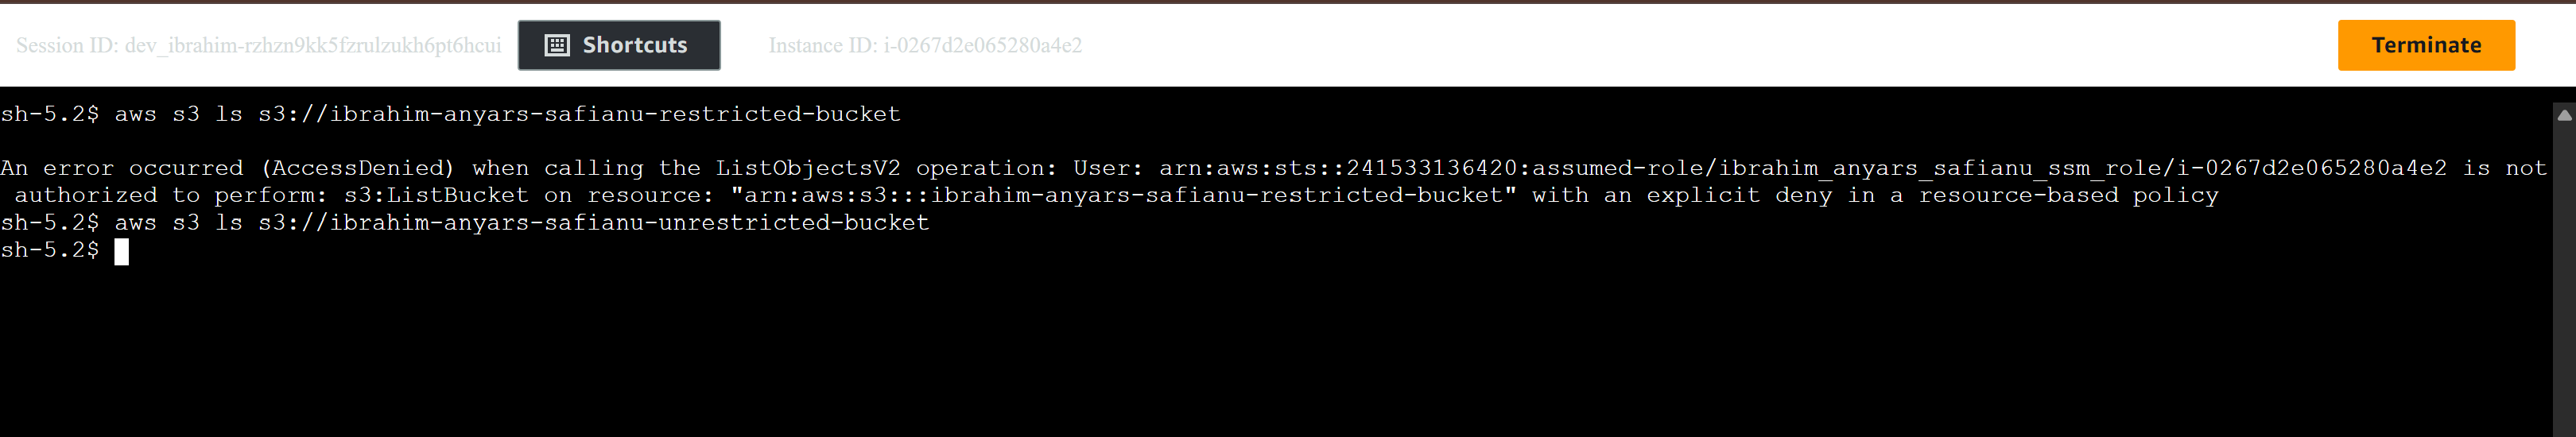 Session ID: dev_ibrahim-rzhzn9kk5fzrulzukh6pt6hcui Shortcuts Instance ID: i-0267d2e065280a4e2 Terminate
sh-5.2$ aws s3 ls s3://ibrahim-anyars-safianu-restricted-bucket
An error occurred (AccessDenied) when calling the ListObjectsV2 operation: User: arn:aws:sts::241533136420:assumed-role/ibrahim_anyars_safianu_ssm_role/i-0267d2e065280a4e2 is not
authorized to perform: s3:ListBucket on resource: "arn:aws:s3:::ibrahim-anyars-safianu-restricted-bucket" with an explicit deny in a resource-based policy
sh-5.2$ aws s3 ls s3://ibrahim-anyars-safianu-unrestricted-bucket
sh-5.2$